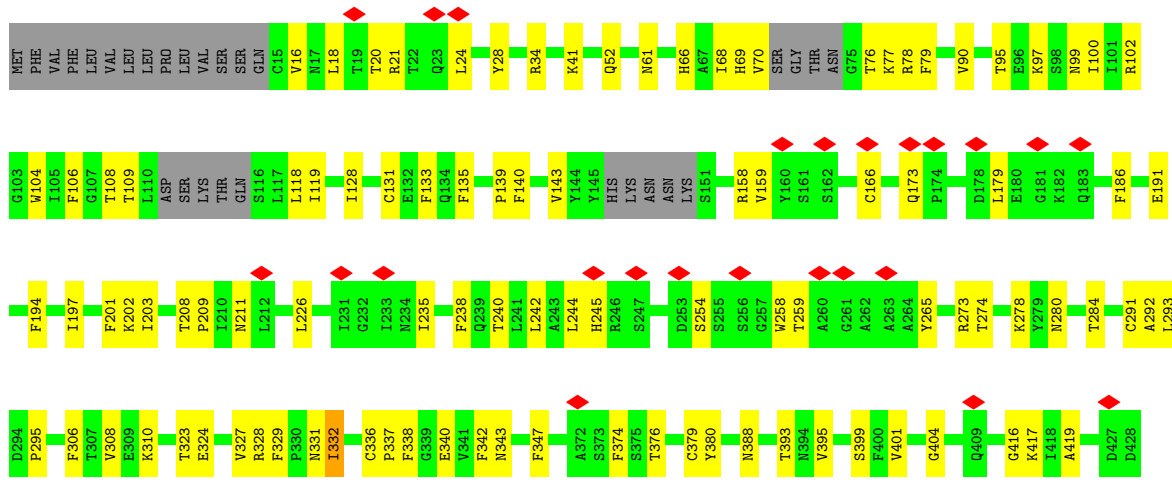 MET PHE VAL PHE LEU VAL LEU LEU PRO LEU VAL SER SER GLN C15 V16 N17 L18 T19 T20 R21 T22 Q23 L24 Y28 R34 K41 Q52 N61 H66 A67 I68 H69 V70 SER GLY THR ASN G75 T76 K77 R78 F79 V90 T95 E96 K97 S98 N99 I100 I101 R102
G103 W104 I105 F106 G107 T108 T109 L110 ASP SER LYS THR GLN S116 L117 L118 I119 I128 C131 E132 F133 Q134 F135 P139 F140 V143 Y144 Y145 HIS LYS ASN ASN LYS S151 R158 V159 Y160 S161 S162 C166 Q173 P174 D178 L179 E180 G181 K182 Q183 F186 E191
F194 I197 F201 K202 I203 T208 P209 I210 N211 L212 L226 I231 G232 I233 N234 I235 F238 Q239 T240 L241 L242 A243 L244 H245 R246 S247 D253 S254 S255 S256 G257 W258 T259 A260 G261 A262 A263 A264 Y265 R273 T274 K278 Y279 N280 T284 C291 A292 L293
D294 P295 F306 T307 V308 E309 K310 T323 E324 V327 R328 F329 P330 N331 I332 C336 P337 F338 G339 E340 V341 F342 N343 F347 A372 S373 F374 S375 T376 C379 Y380 N388 T393 N394 V395 S399 F400 V401 G404 Q409 G416 K417 I418 A419 D427 D428